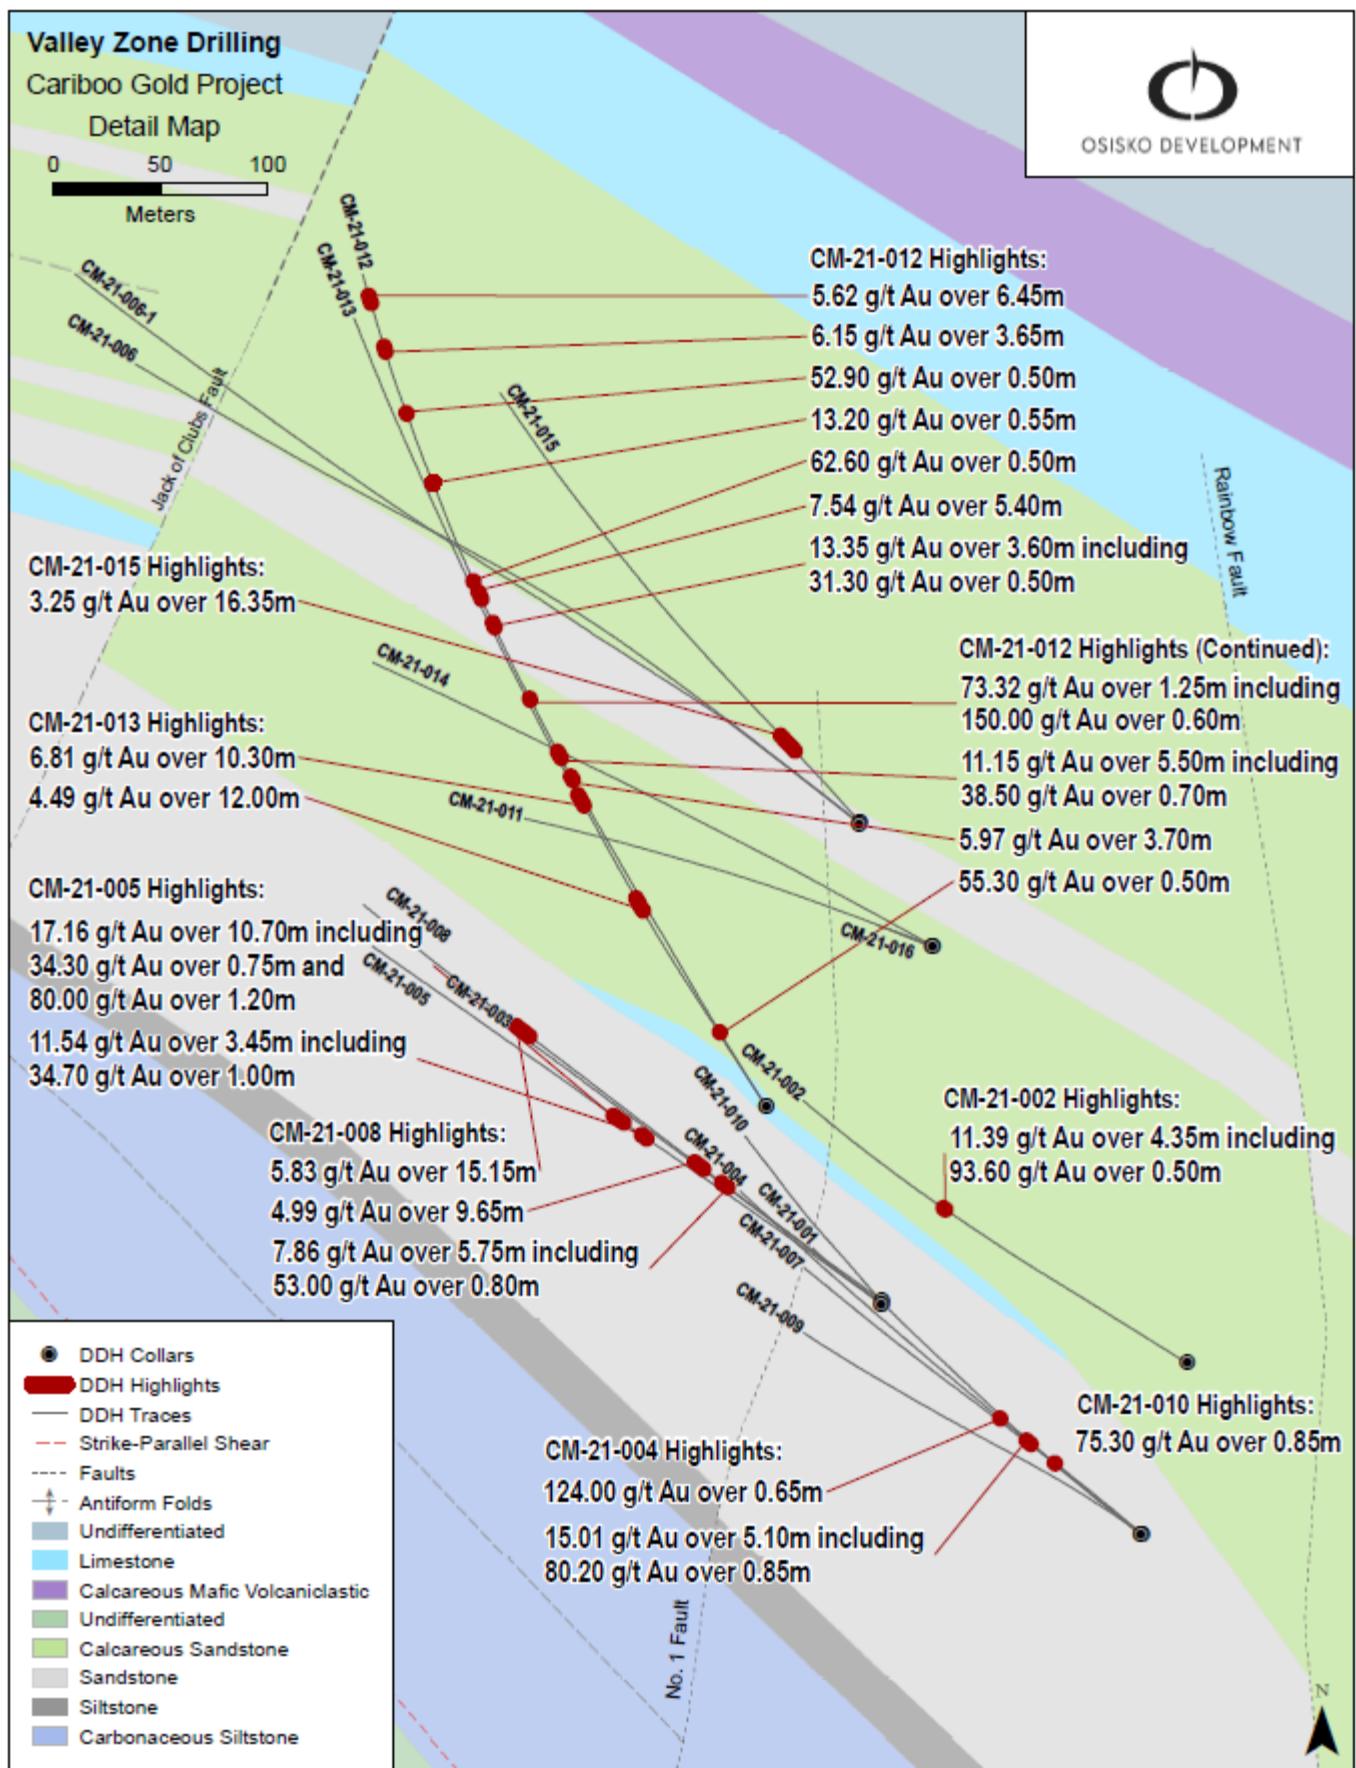 Valley Zone Drilling
Cariboo Gold Project
Detail Map
0 50 100
Meters
OSISKO DEVELOPMENT
CM-21-012
CM-21-013
CM-21-006-1
CM-21-006
CM-21-015
Jack of Clubs Fault
Rainbow Fault
CM-21-012 Highlights:
5.62 g/t Au over 6.45m
6.15 g/t Au over 3.65m
52.90 g/t Au over 0.50m
13.20 g/t Au over 0.55m
62.60 g/t Au over 0.50m
7.54 g/t Au over 5.40m
13.35 g/t Au over 3.60m including
31.30 g/t Au over 0.50m
CM-21-015 Highlights:
3.25 g/t Au over 16.35m
CM-21-014
CM-21-012 Highlights (Continued):
73.32 g/t Au over 1.25m including
150.00 g/t Au over 0.60m
11.15 g/t Au over 5.50m including
38.50 g/t Au over 0.70m
5.97 g/t Au over 3.70m
55.30 g/t Au over 0.50m
CM-21-013 Highlights:
6.81 g/t Au over 10.30m
4.49 g/t Au over 12.00m
CM-21-011
CM-21-016
CM-21-005 Highlights:
17.16 g/t Au over 10.70m including
34.30 g/t Au over 0.75m and
80.00 g/t Au over 1.20m
11.54 g/t Au over 3.45m including
34.70 g/t Au over 1.00m
CM-21-008
CM-21-005
CM-21-003
CM-21-002
CM-21-010
CM-21-004
CM-21-001
CM-21-007
CM-21-009
CM-21-002 Highlights:
11.39 g/t Au over 4.35m including
93.60 g/t Au over 0.50m
CM-21-008 Highlights:
5.83 g/t Au over 15.15m
4.99 g/t Au over 9.65m
7.86 g/t Au over 5.75m including
53.00 g/t Au over 0.80m
CM-21-010 Highlights:
75.30 g/t Au over 0.85m
CM-21-004 Highlights:
124.00 g/t Au over 0.65m
15.01 g/t Au over 5.10m including
80.20 g/t Au over 0.85m
No. 1 Fault
DDH Collars
DDH Highlights
DDH Traces
Strike-Parallel Shear
Faults
Antiform Folds
Undifferentiated
Limestone
Calcareous Mafic Volcaniclastic
Undifferentiated
Calcareous Sandstone
Sandstone
Siltstone
Carbonaceous Siltstone
N